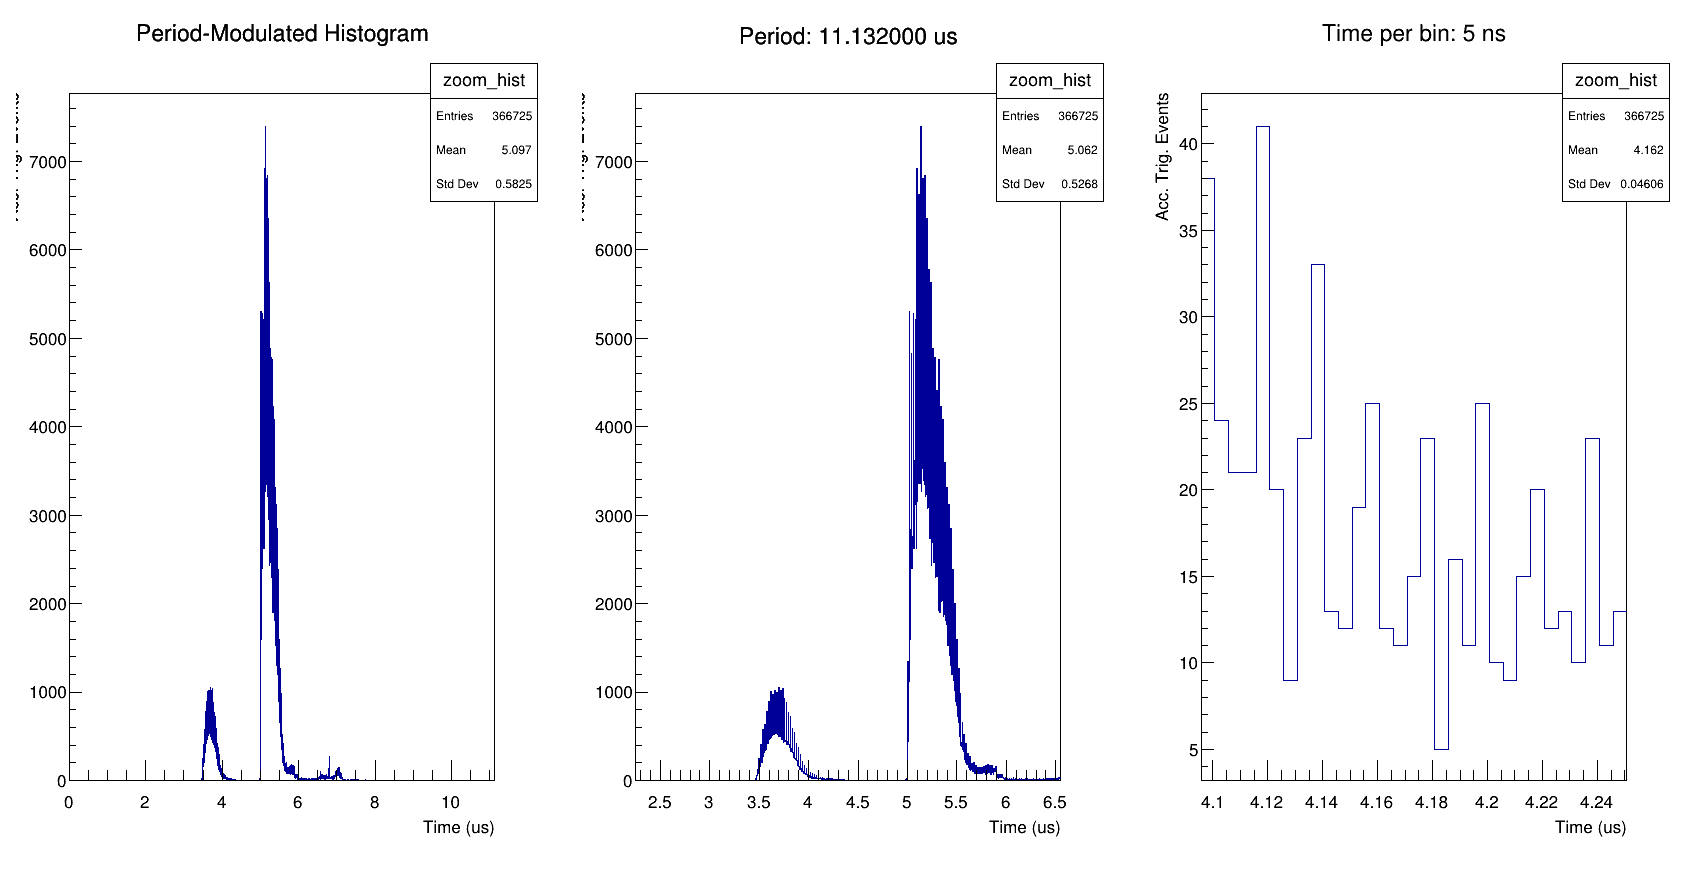 Period-Modulated Histogram
zoom_hist
Entries 366725
Mean 5.097
Std Dev 0.5825
7000
6000
5000
4000
3000
2000
1000
0
0 2 4 6 8 10
Time (us)
Period: 11.132000 us
zoom_hist
Entries 366725
Mean 5.062
Std Dev 0.5268
7000
6000
5000
4000
3000
2000
1000
0
2.5 3 3.5 4 4.5 5 5.5 6 6.5
Time (us)
Time per bin: 5 ns
Acc. Trig. Events
zoom_hist
Entries 366725
Mean 4.162
Std Dev 0.04606
40
35
30
25
20
15
10
5
4.1 4.12 4.14 4.16 4.18 4.2 4.22 4.24
Time (us)